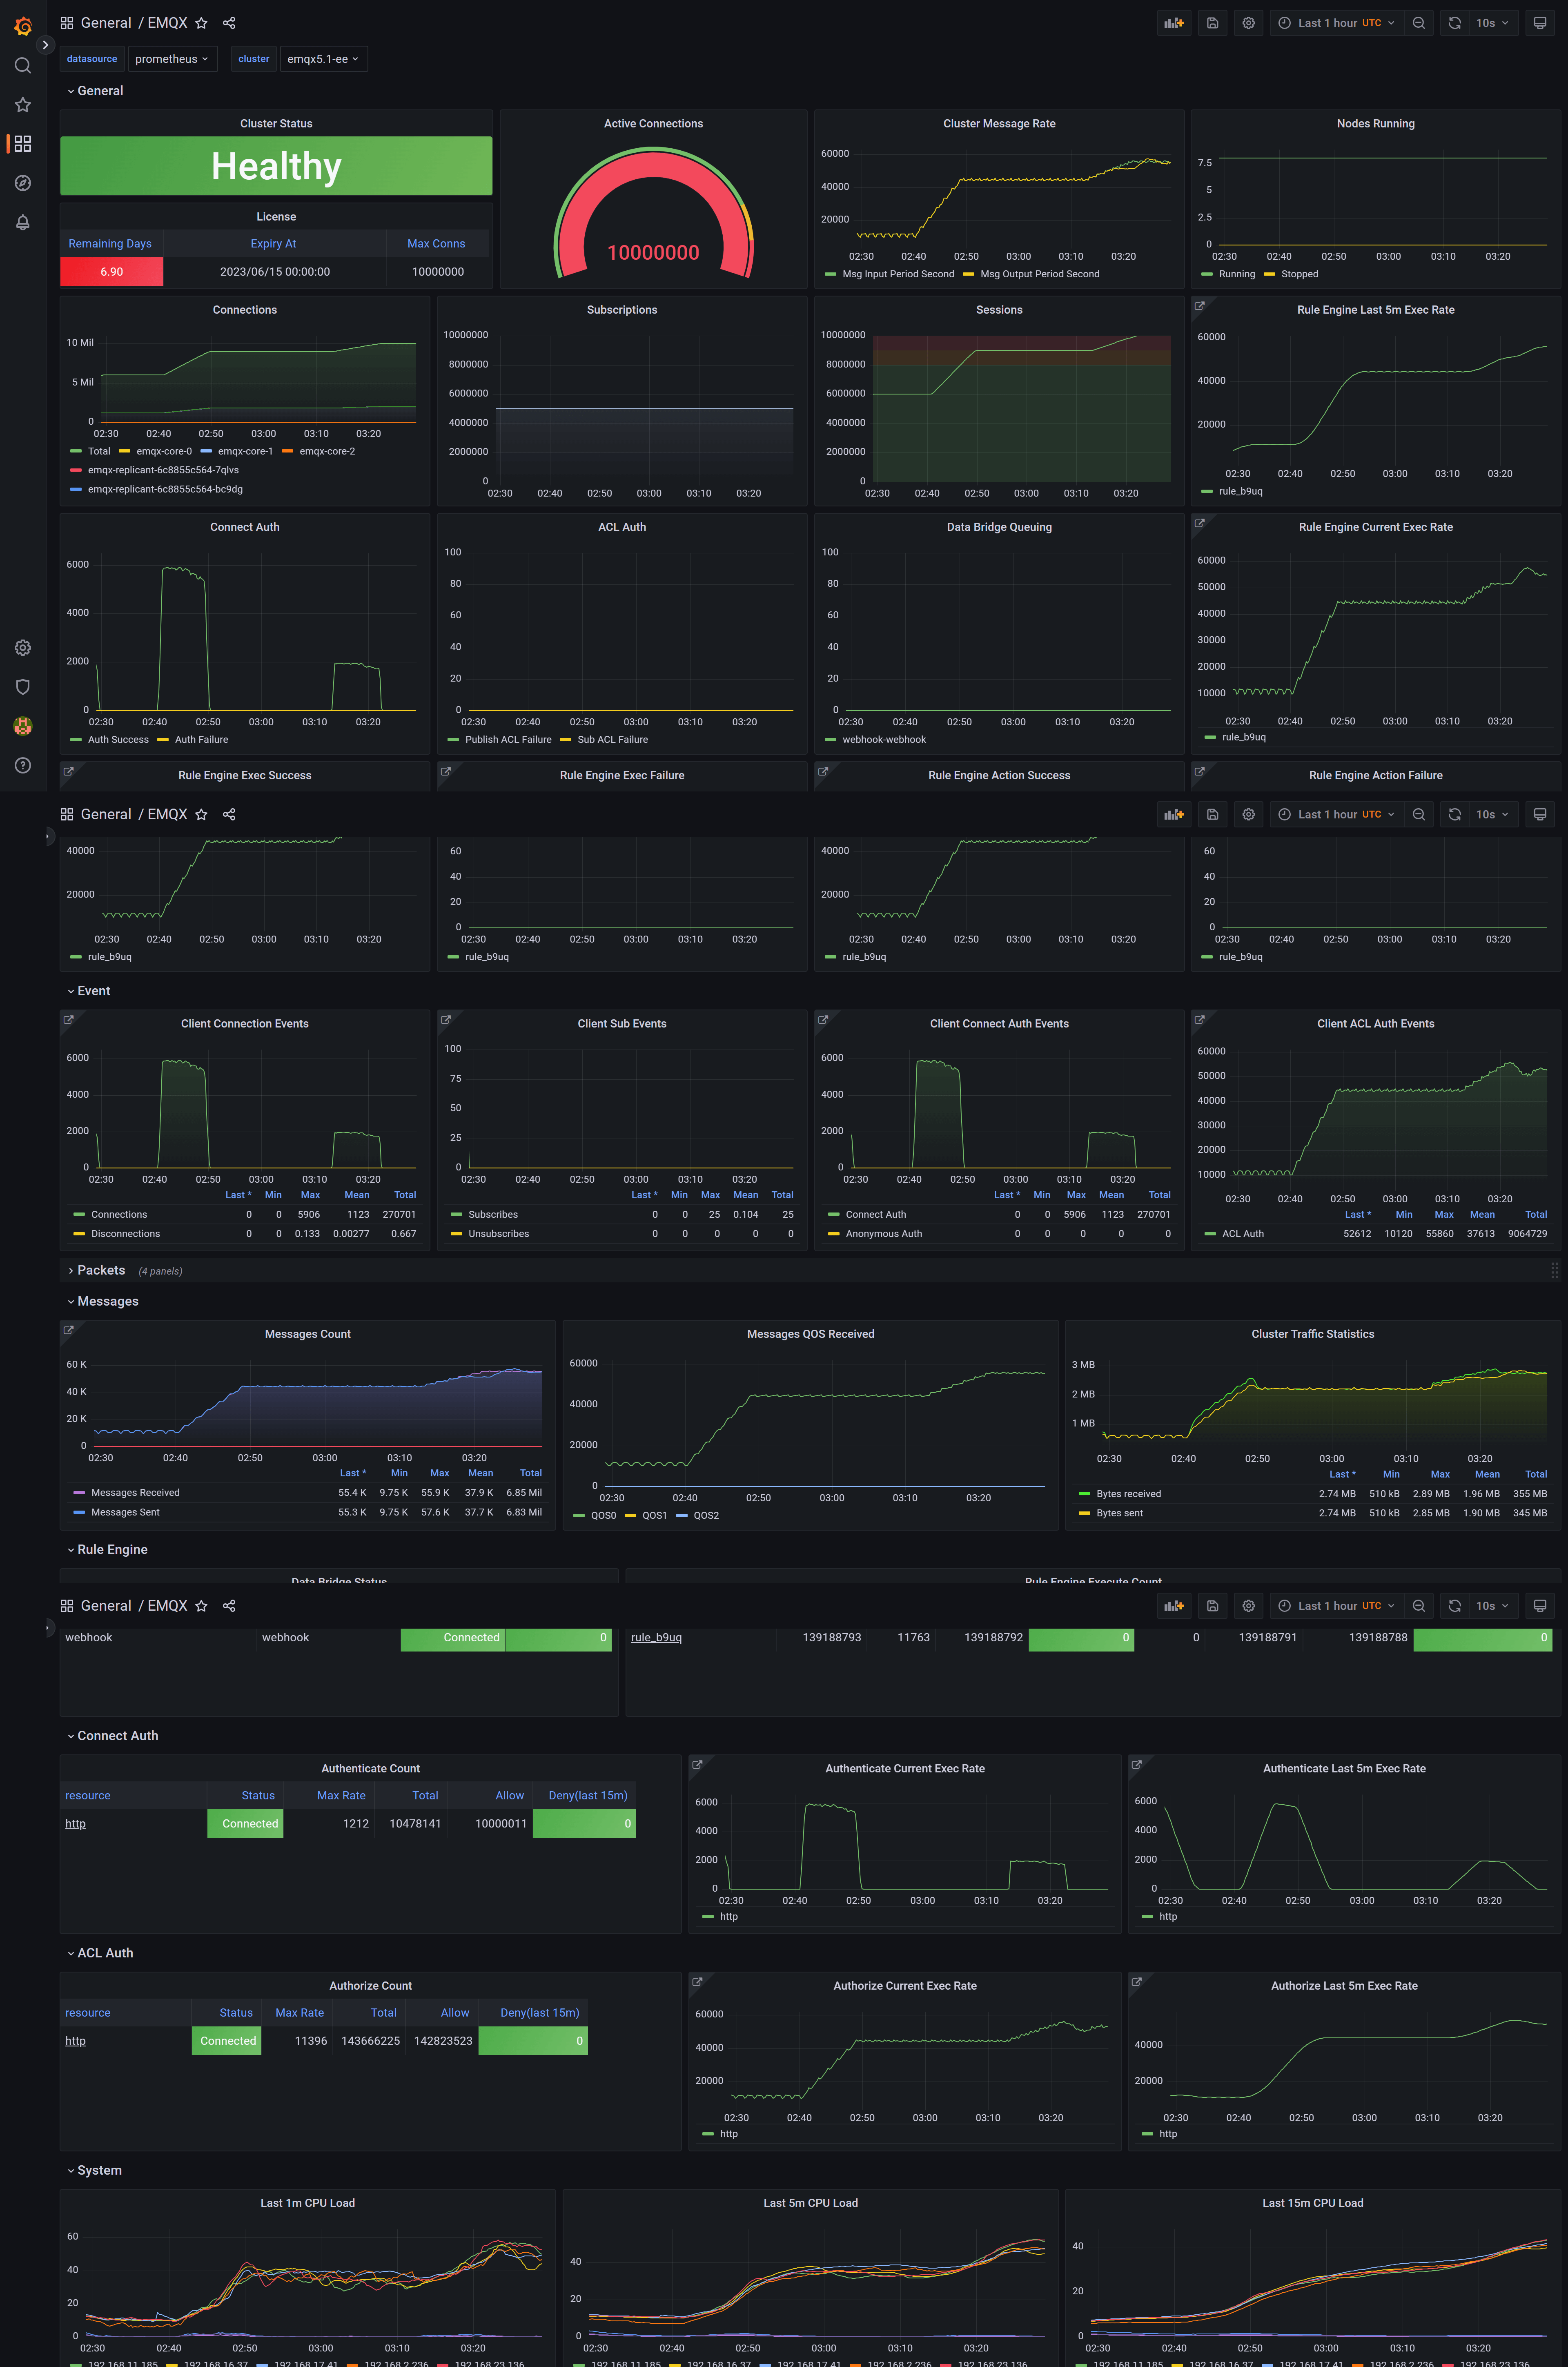 General / EMQX
Last 1 hour UTC
10s
datasource prometheus cluster emqx5.1-ee
General
Cluster Status
Healthy
License
Remaining Days Expiry At Max Conns
6.90 2023/06/15 00:00:00 10000000
Active Connections
10000000
Cluster Message Rate
60000
40000
20000
02:30 02:40 02:50 03:00 03:10 03:20
Msg Input Period Second Msg Output Period Second
Nodes Running
7.5
5
2.5
0
02:30 02:40 02:50 03:00 03:10 03:20
Running Stopped
Connections
10 Mil
5 Mil
0
02:30 02:40 02:50 03:00 03:10 03:20
Total emqx-core-0 emqx-core-1 emqx-core-2
emqx-replicant-6c8855c564-7qlvs
emqx-replicant-6c8855c564-bc9dg
Subscriptions
10000000
8000000
6000000
4000000
2000000
0
02:30 02:40 02:50 03:00 03:10 03:20
Sessions
10000000
8000000
6000000
4000000
2000000
0
02:30 02:40 02:50 03:00 03:10 03:20
Rule Engine Last 5m Exec Rate
60000
40000
20000
02:30 02:40 02:50 03:00 03:10 03:20
rule_b9uq
Connect Auth
6000
4000
2000
0
02:30 02:40 02:50 03:00 03:10 03:20
Auth Success Auth Failure
ACL Auth
100
80
60
40
20
0
02:30 02:40 02:50 03:00 03:10 03:20
Publish ACL Failure Sub ACL Failure
Data Bridge Queuing
100
80
60
40
20
0
02:30 02:40 02:50 03:00 03:10 03:20
webhook-webhook
Rule Engine Current Exec Rate
60000
50000
40000
30000
20000
10000
02:30 02:40 02:50 03:00 03:10 03:20
rule_b9uq
Rule Engine Exec Success
Rule Engine Exec Failure
Rule Engine Action Success
Rule Engine Action Failure
General / EMQX
Last 1 hour UTC
10s
40000
20000
02:30 02:40 02:50 03:00 03:10 03:20
rule_b9uq
60
40
20
0
02:30 02:40 02:50 03:00 03:10 03:20
rule_b9uq
40000
20000
02:30 02:40 02:50 03:00 03:10 03:20
rule_b9uq
60
40
20
0
02:30 02:40 02:50 03:00 03:10 03:20
rule_b9uq
Event
Client Connection Events
6000
4000
2000
0
02:30 02:40 02:50 03:00 03:10 03:20
Last * Min Max Mean Total
Connections 0 0 5906 1123 270701
Disconnections 0 0 0.133 0.00277 0.667
Client Sub Events
100
75
50
25
0
02:30 02:40 02:50 03:00 03:10 03:20
Last * Min Max Mean Total
Subscribes 0 0 25 0.104 25
Unsubscribes 0 0 0 0 0
Client Connect Auth Events
6000
4000
2000
0
02:30 02:40 02:50 03:00 03:10 03:20
Last * Min Max Mean Total
Connect Auth 0 0 5906 1123 270701
Anonymous Auth 0 0 0 0 0
Client ACL Auth Events
60000
50000
40000
30000
20000
10000
02:30 02:40 02:50 03:00 03:10 03:20
Last * Min Max Mean Total
ACL Auth 52612 10120 55860 37613 9064729
Packets (4 panels)
Messages
Messages Count
60 K
40 K
20 K
0
02:30 02:40 02:50 03:00 03:10 03:20
Last * Min Max Mean Total
Messages Received 55.4 K 9.75 K 55.9 K 37.9 K 6.85 Mil
Messages Sent 55.3 K 9.75 K 57.6 K 37.7 K 6.83 Mil
Messages QOS Received
60000
40000
20000
0
02:30 02:40 02:50 03:00 03:10 03:20
QOS0 QOS1 QOS2
Cluster Traffic Statistics
3 MB
2 MB
1 MB
02:30 02:40 02:50 03:00 03:10 03:20
Last * Min Max Mean Total
Bytes received 2.74 MB 510 kB 2.89 MB 1.96 MB 355 MB
Bytes sent 2.74 MB 510 kB 2.85 MB 1.90 MB 345 MB
Rule Engine
Data Bridge Status
Rule Engine Execute Count
General / EMQX
Last 1 hour UTC
10s
webhook webhook Connected 0
rule_b9uq 139188793 11763 139188792 0 0 139188791 139188788 0
Connect Auth
Authenticate Count
resource Status Max Rate Total Allow Deny(last 15m)
http Connected 1212 10478141 10000011 0
Authenticate Current Exec Rate
6000
4000
2000
0
02:30 02:40 02:50 03:00 03:10 03:20
http
Authenticate Last 5m Exec Rate
6000
4000
2000
0
02:30 02:40 02:50 03:00 03:10 03:20
http
ACL Auth
Authorize Count
resource Status Max Rate Total Allow Deny(last 15m)
http Connected 11396 143666225 142823523 0
Authorize Current Exec Rate
60000
40000
20000
02:30 02:40 02:50 03:00 03:10 03:20
http
Authorize Last 5m Exec Rate
40000
20000
02:30 02:40 02:50 03:00 03:10 03:20
http
System
Last 1m CPU Load
60
40
20
0
02:30 02:40 02:50 03:00 03:10 03:20
192.168.11.185 192.168.16.37 192.168.17.41 192.168.2.236 192.168.23.136
Last 5m CPU Load
40
20
0
02:30 02:40 02:50 03:00 03:10 03:20
192.168.11.185 192.168.16.37 192.168.17.41 192.168.2.236 192.168.23.136
Last 15m CPU Load
40
20
0
02:30 02:40 02:50 03:00 03:10 03:20
192.168.11.185 192.168.16.37 192.168.17.41 192.168.2.236 192.168.23.136